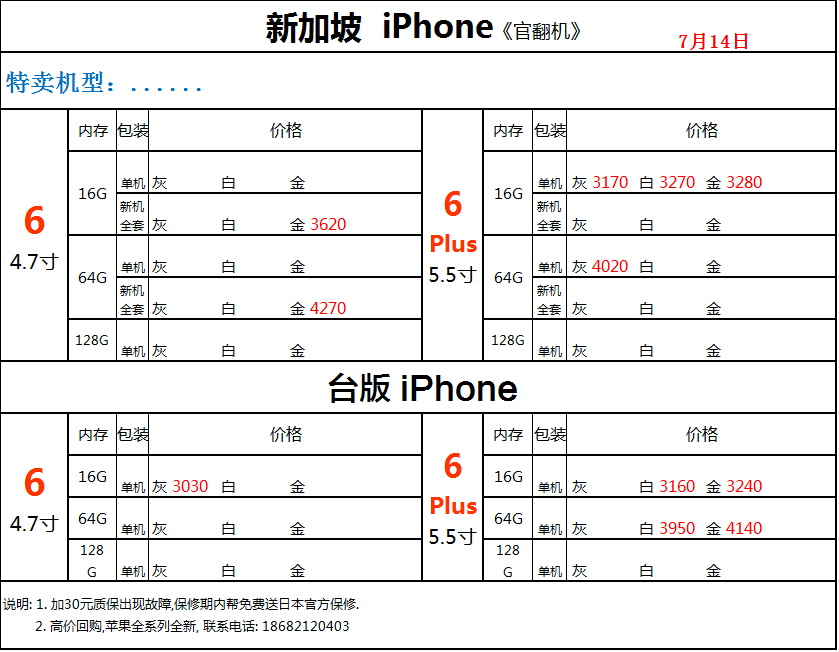 新加坡 iPhone《官翻机》
7月14日
特卖机型：......
6
4.7寸
内存 包装 价格
16G
单机 灰 白 金
新机全套 灰 白 金 3620
64G
单机 灰 白 金
新机全套 灰 白 金 4270
128G
单机 灰 白 金
6
Plus
5.5寸
内存 包装 价格
16G
单机 灰 3170 白 3270 金 3280
新机全套 灰 白 金
64G
单机 灰 4020 白 金
新机全套 灰 白 金
128G
单机 灰 白 金
台版 iPhone
6
4.7寸
内存 包装 价格
16G 单机 灰 3030 白 金
64G 单机 灰 白 金
128G 单机 灰 白 金
6
Plus
5.5寸
内存 包装 价格
16G 单机 灰 白 3160 金 3240
64G 单机 灰 白 3950 金 4140
128G 单机 灰 白 金
说明: 1. 加30元质保出现故障,保修期内帮免费送日本官方保修.
2. 高价回购,苹果全系列全新, 联系电话: 18682120403